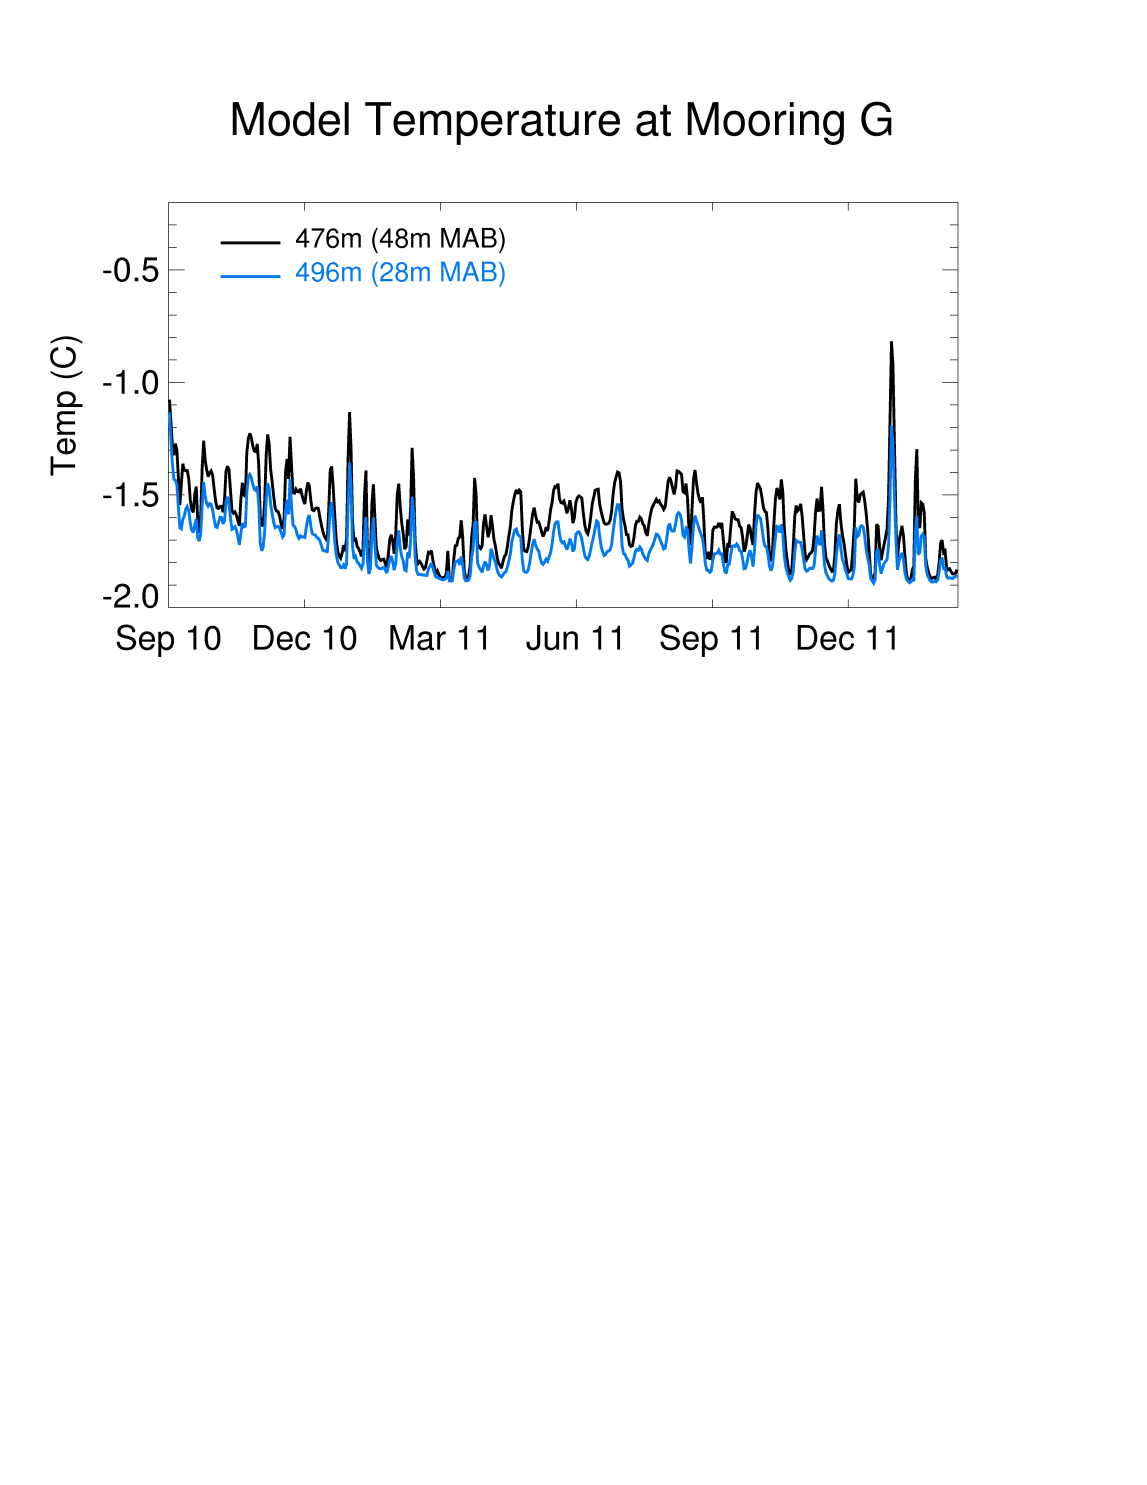 Model Temperature at Mooring G
476m (48m MAB)
496m (28m MAB)
Temp (C)
-0.5
-1.0
-1.5
-2.0
Sep 10 Dec 10 Mar 11 Jun 11 Sep 11 Dec 11